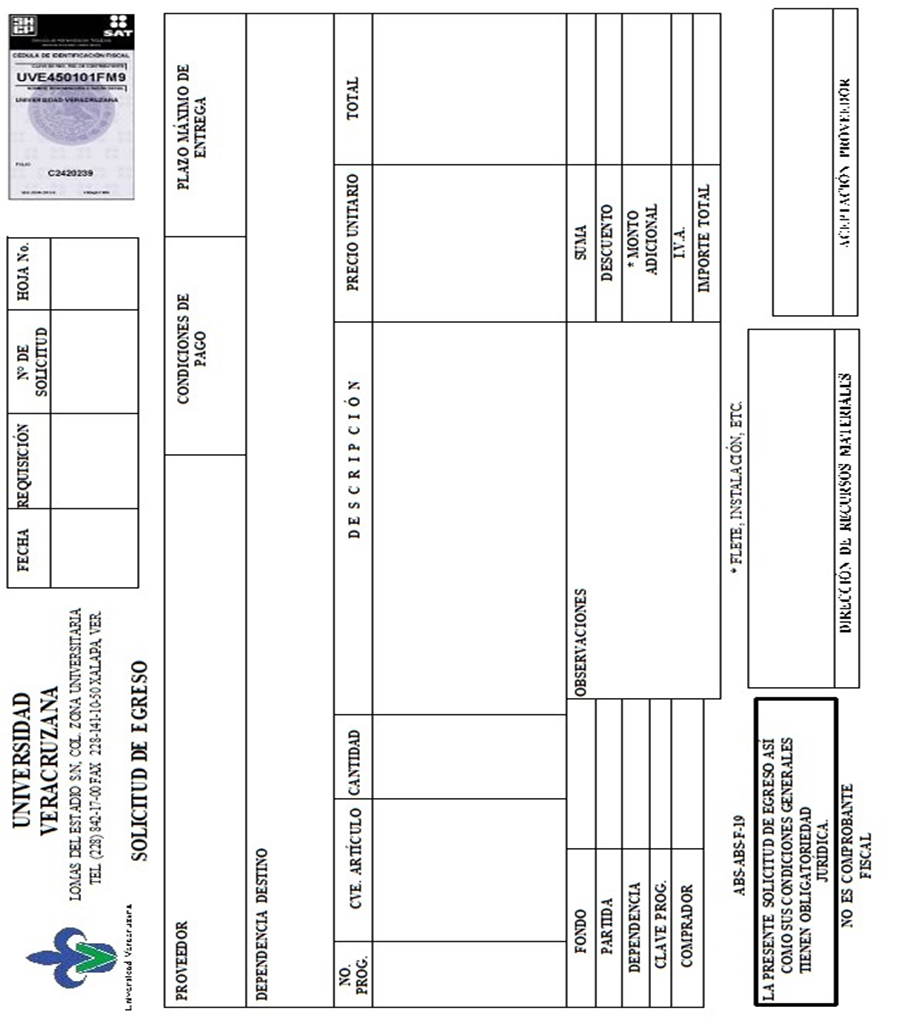 Universidad Veracruzana
UNIVERSIDAD
VERACRUZANA
LOMAS DEL ESTADIO S/N, COL. ZONA UNIVERSITARIA
TEL. (228) 842-17-00 FAX 228-141-10-50 XALAPA, VER.
SOLICITUD DE EGRESO
FECHA
REQUISICIÓN
Nº DE
SOLICITUD
HOJA No.
SHCP
SAT
CÉDULA DE IDENTIFICACIÓN FISCAL
UVE450101FM9
UNIVERSIDAD VERACRUZANA
FOLIO
C2420239
PROVEEDOR
CONDICIONES DE
PAGO
PLAZO MÁXIMO DE
ENTREGA
DEPENDENCIA DESTINO
NO.
PROG.
CVE. ARTÍCULO
CANTIDAD
D E S C R I P C I Ó N
PRECIO UNITARIO
TOTAL
FONDO
PARTIDA
DEPENDENCIA
CLAVE PROG.
COMPRADOR
OBSERVACIONES
SUMA
DESCUENTO
* MONTO
ADICIONAL
I.V.A.
IMPORTE TOTAL
ABS-ABS-F-19
* FLETE, INSTALACIÓN, ETC.
LA PRESENTE SOLICITUD DE EGRESO ASÍ
COMO SUS CONDICIONES GENERALES
TIENEN OBLIGATORIEDAD
JURÍDICA.
NO ES COMPROBANTE
FISCAL
DIRECCIÓN DE RECURSOS MATERIALES
ACEPTACIÓN PROVEEDOR